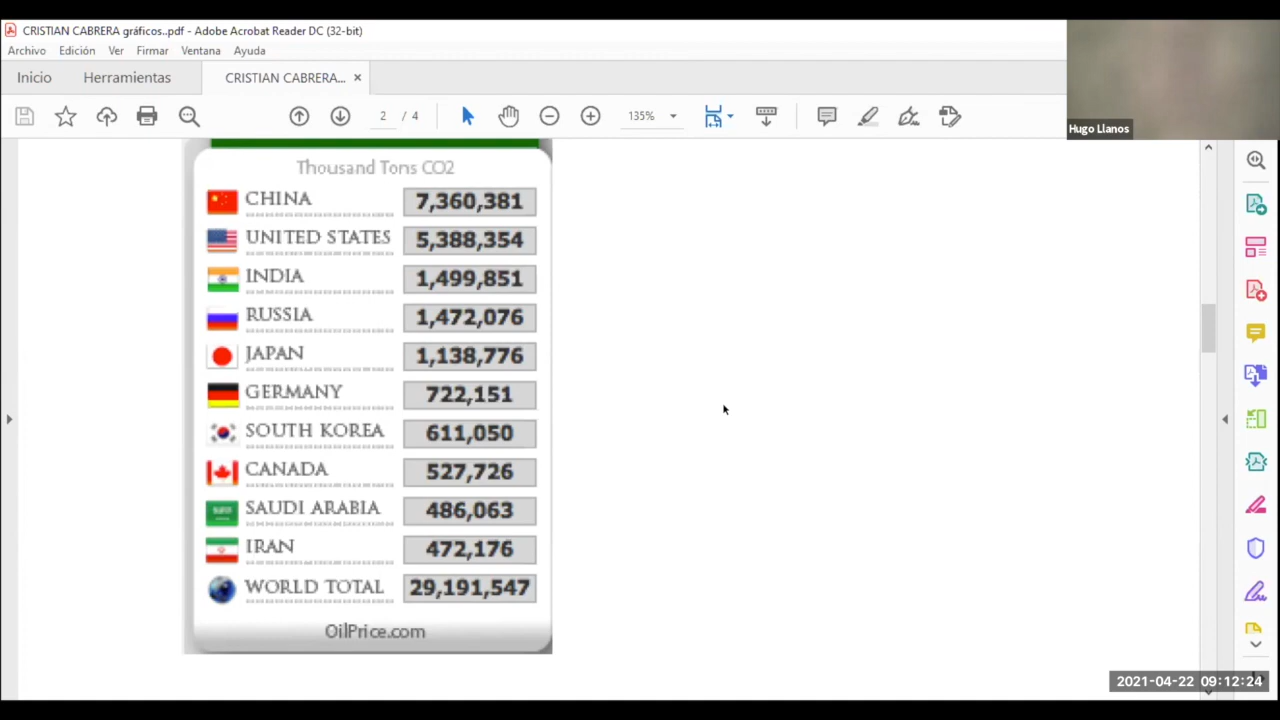 CRISTIAN CABRERA gráficos..pdf - Adobe Acrobat Reader DC (32-bit)
Archivo Edición Ver Firmar Ventana Ayuda
Inicio Herramientas CRISTIAN CABRERA... ×
2 / 4 135%
Hugo Llanos
Thousand Tons CO2
CHINA 7,360,381
UNITED STATES 5,388,354
INDIA 1,499,851
RUSSIA 1,472,076
JAPAN 1,138,776
GERMANY 722,151
SOUTH KOREA 611,050
CANADA 527,726
SAUDI ARABIA 486,063
IRAN 472,176
WORLD TOTAL 29,191,547
OilPrice.com
2021-04-22 09:12:24